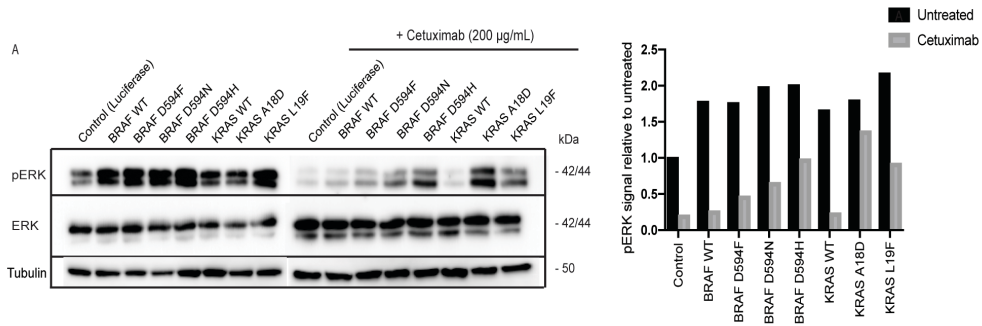 A
+ Cetuximab (200 µg/mL)
Control (Luciferase)
BRAF WT
BRAF D594F
BRAF D594N
BRAF D594H
KRAS WT
KRAS A18D
KRAS L19F
Control (Luciferase)
BRAF WT
BRAF D594F
BRAF D594N
BRAF D594H
KRAS WT
KRAS A18D
KRAS L19F
kDa
pERK
- 42/44
ERK
- 42/44
Tubulin
- 50
Untreated
Cetuximab
pERK signal relative to untreated
2.5
2.0
1.5
1.0
0.5
0.0
Control
BRAF WT
BRAF D594F
BRAF D594N
BRAF D594H
KRAS WT
KRAS A18D
KRAS L19F